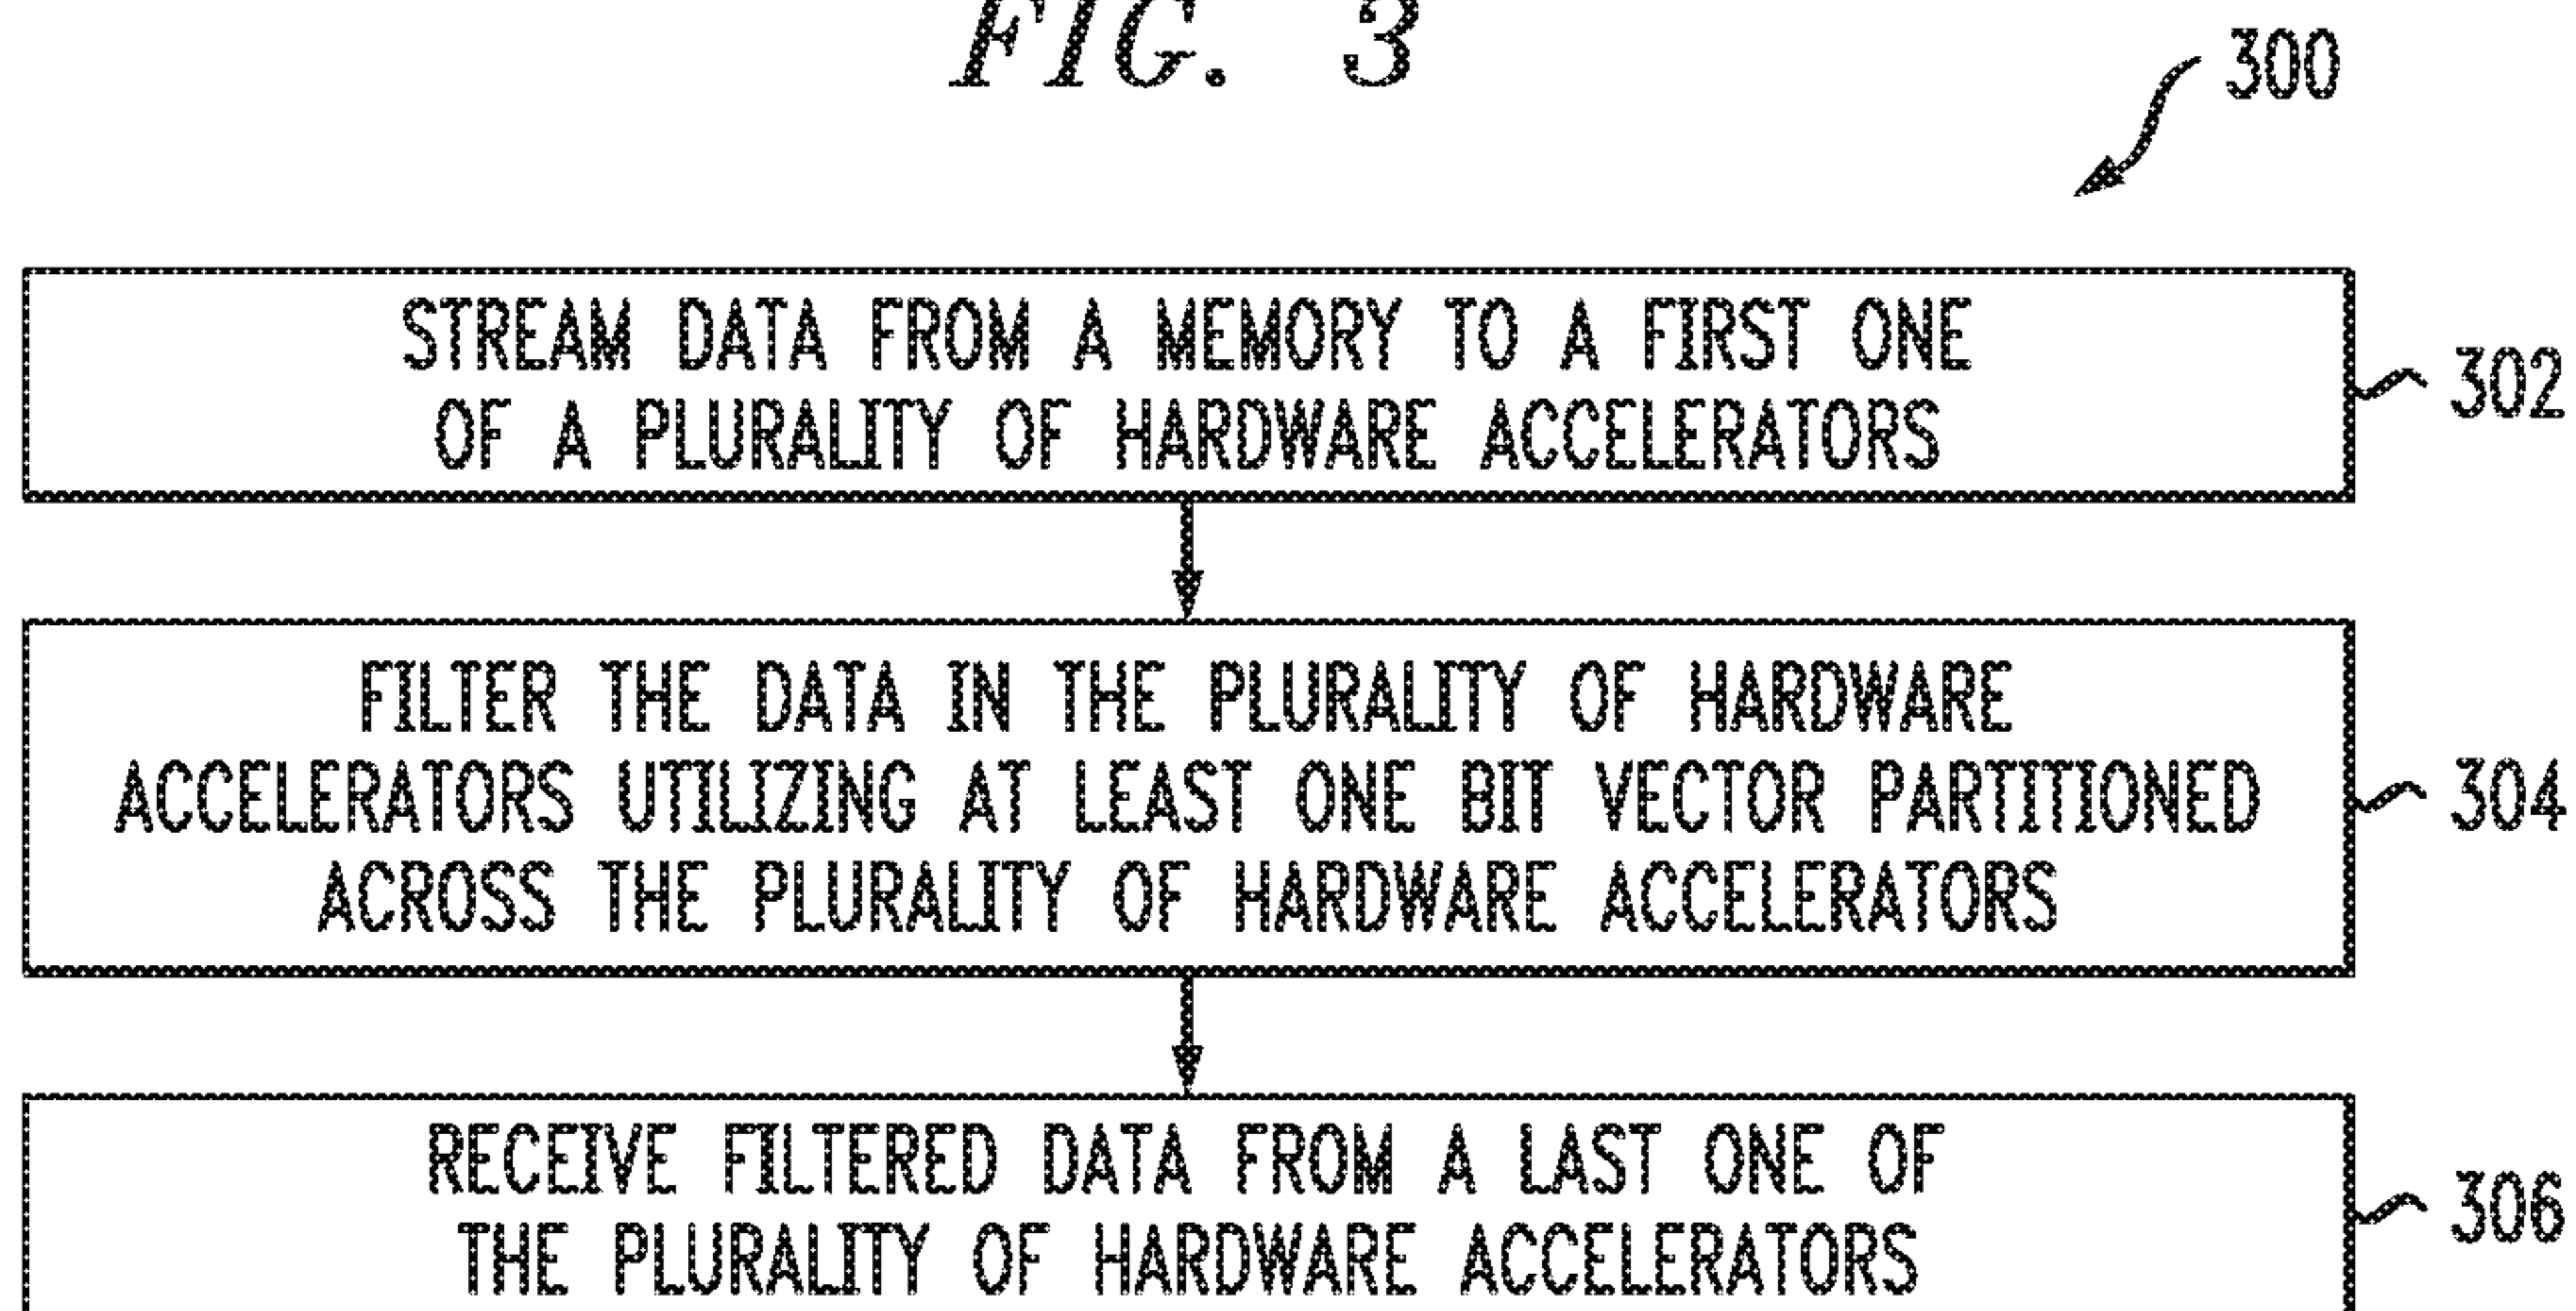 FIG. 3
300
STREAM DATA FROM A MEMORY TO A FIRST ONE
OF A PLURALITY OF HARDWARE ACCELERATORS
302
FILTER THE DATA IN THE PLURALITY OF HARDWARE
ACCELERATORS UTILIZING AT LEAST ONE BIT VECTOR PARTITIONED
ACROSS THE PLURALITY OF HARDWARE ACCELERATORS
304
RECEIVE FILTERED DATA FROM A LAST ONE OF
THE PLURALITY OF HARDWARE ACCELERATORS
306